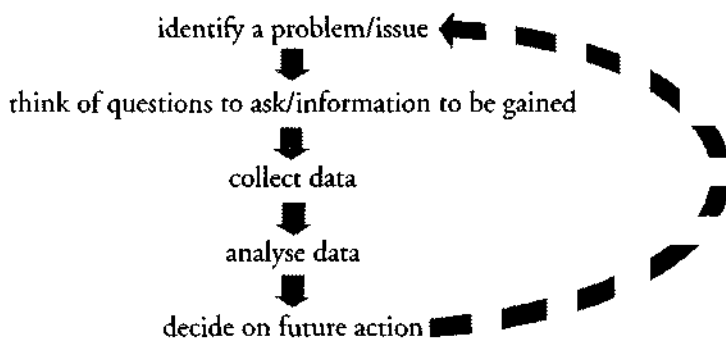 identify a problem/issue
think of questions to ask/information to be gained
collect data
analyse data
decide on future action